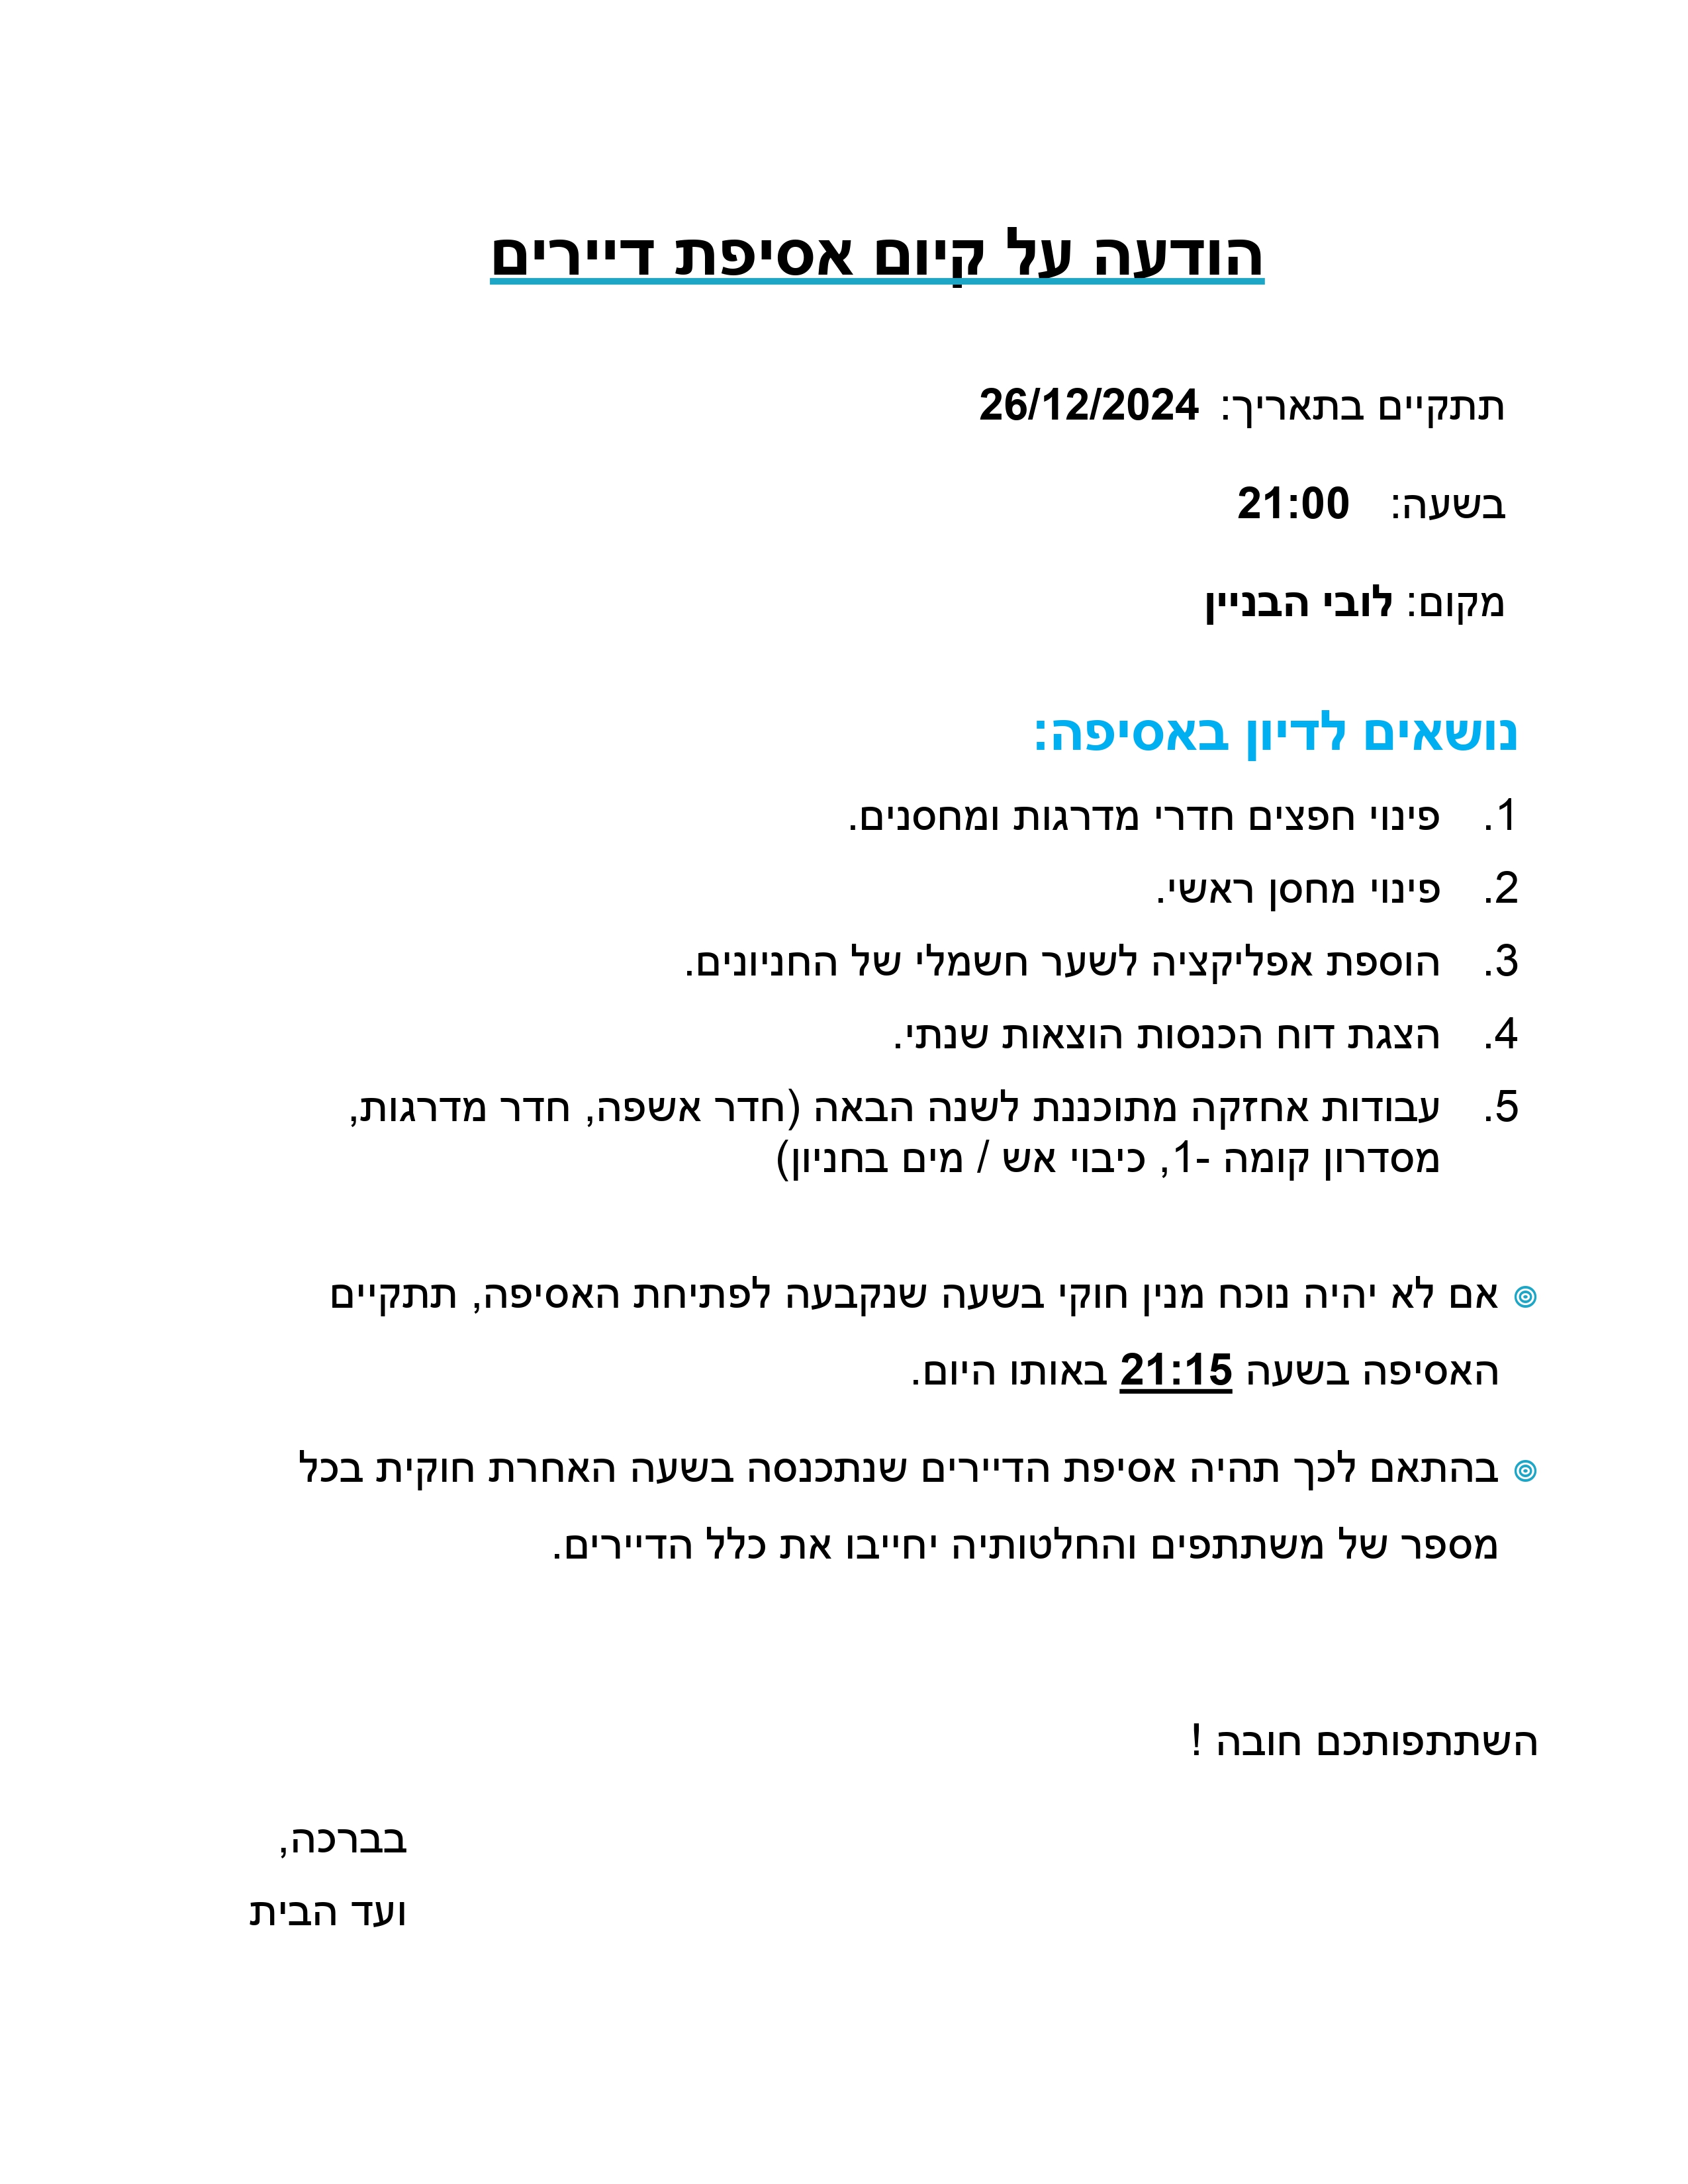 הודעה על קיום אסיפת דיירים
תתקיים בתאריך: 26/12/2024
בשעה: 21:00
מקום: לובי הבניין
נושאים לדיון באסיפה:
1. פינוי חפצים חדרי מדרגות ומחסנים.
2. פינוי מחסן ראשי.
3. הוספת אפליקציה לשער חשמלי של החניונים.
4. הצגת דוח הכנסות הוצאות שנתי.
5. עבודות אחזקה מתוכננת לשנה הבאה (חדר אשפה, חדר מדרגות,
מסדרון קומה -1, כיבוי אש / מים בחניון)
אם לא יהיה נוכח מנין חוקי בשעה שנקבעה לפתיחת האסיפה, תתקיים
האסיפה בשעה 21:15 באותו היום.
בהתאם לכך תהיה אסיפת הדיירים שנתכנסה בשעה האחרת חוקית בכל
מספר של משתתפים והחלטותיה יחייבו את כלל הדיירים.
השתתפותכם חובה !
בברכה,
ועד הבית